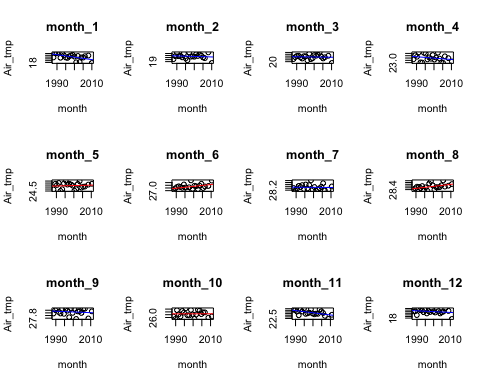 month_1 month_2 month_3 month_4
Air_tmp Air_tmp Air_tmp Air_tmp
18 19 20 23.0
1990 2010 1990 2010 1990 2010 1990 2010
month month month month
month_5 month_6 month_7 month_8
Air_tmp Air_tmp Air_tmp Air_tmp
24.5 27.0 28.2 28.4
1990 2010 1990 2010 1990 2010 1990 2010
month month month month
month_9 month_10 month_11 month_12
Air_tmp Air_tmp Air_tmp Air_tmp
27.8 26.0 22.5 18
1990 2010 1990 2010 1990 2010 1990 2010
month month month month